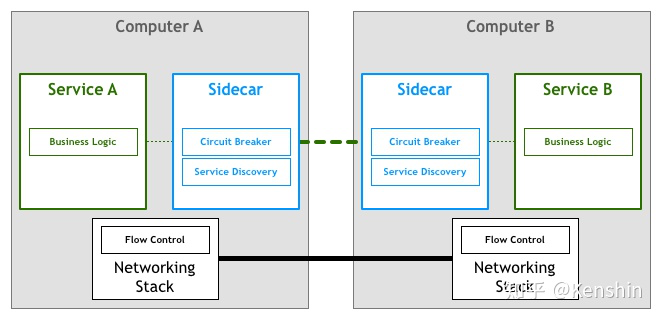 Computer A
Computer B
Service A
Sidecar
Sidecar
Service B
Business Logic
Circuit Breaker
Circuit Breaker
Business Logic
Service Discovery
Service Discovery
Flow Control
Flow Control
Networking
Stack
Networking
Stack
知乎 @Kenshin